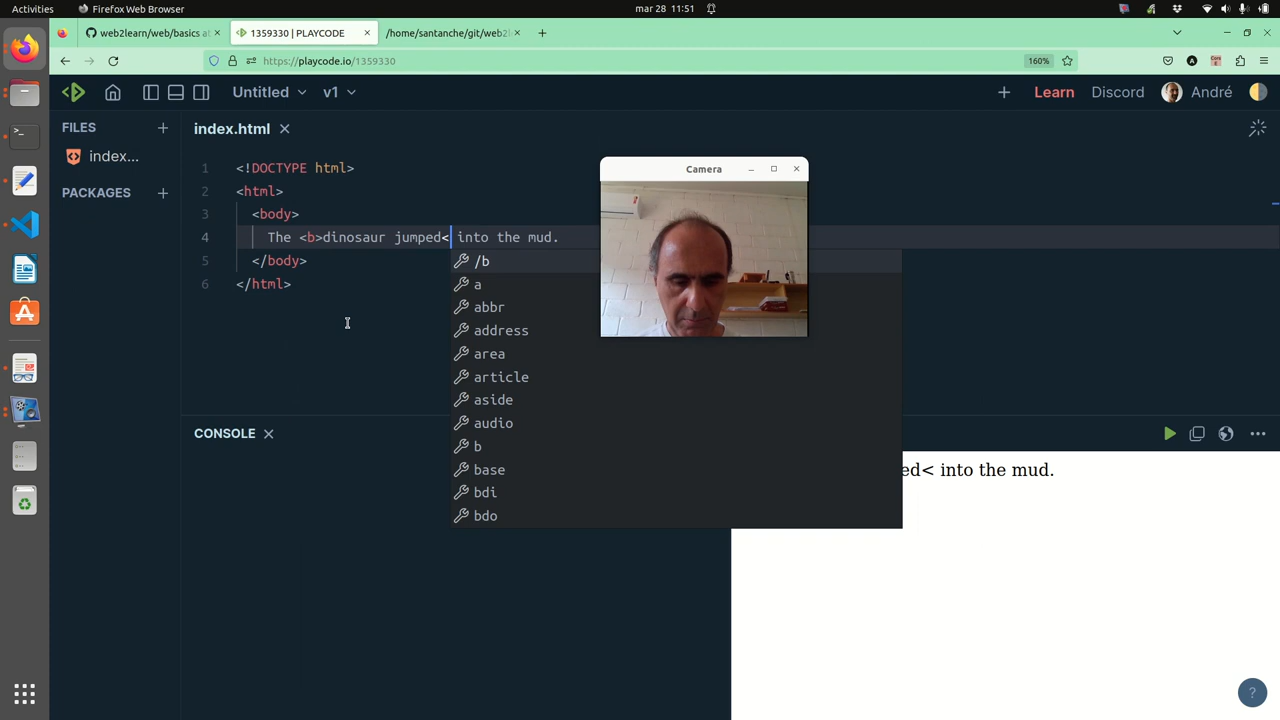 Activities Firefox Web Browser mar 28 11:51
web2learn/web/basics at 1359330 | PLAYCODE /home/santanche/git/web2l
https://playcode.io/1359330 160%
Untitled v1 Learn Discord André
FILES
index...
PACKAGES
index.html
1 <!DOCTYPE html>
2 <html>
3 <body>
4 The <b>dinosaur jumped< into the mud.
5 </body>
6 </html>
Camera
/b
a
abbr
address
area
article
aside
audio
b
base
bdi
bdo
CONSOLE
ed< into the mud.
?